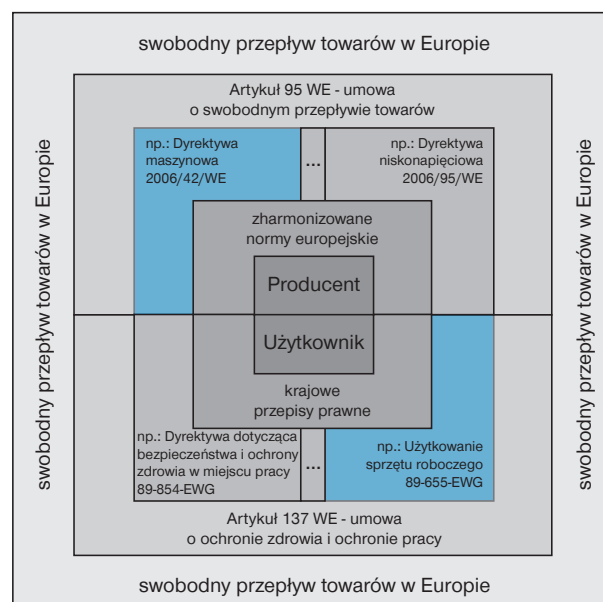 swobodny przepływ towarów w Europie
swobodny przepływ towarów w Europie
swobodny przepływ towarów w Europie
Artykuł 95 WE - umowa
o swobodnym przepływie towarów
np.: Dyrektywa
maszynowa
2006/42/WE
...
np.: Dyrektywa
niskonapięciowa
2006/95/WE
zharmonizowane
normy europejskie
Producent
Użytkownik
krajowe
przepisy prawne
np.: Dyrektywa dotycząca
bezpieczeństwa i ochrony
zdrowia w miejscu pracy
89-854-EWG
...
np.: Użytkowanie
sprzętu roboczego
89-655-EWG
Artykuł 137 WE - umowa
o ochronie zdrowia i ochronie pracy
swobodny przepływ towarów w Europie